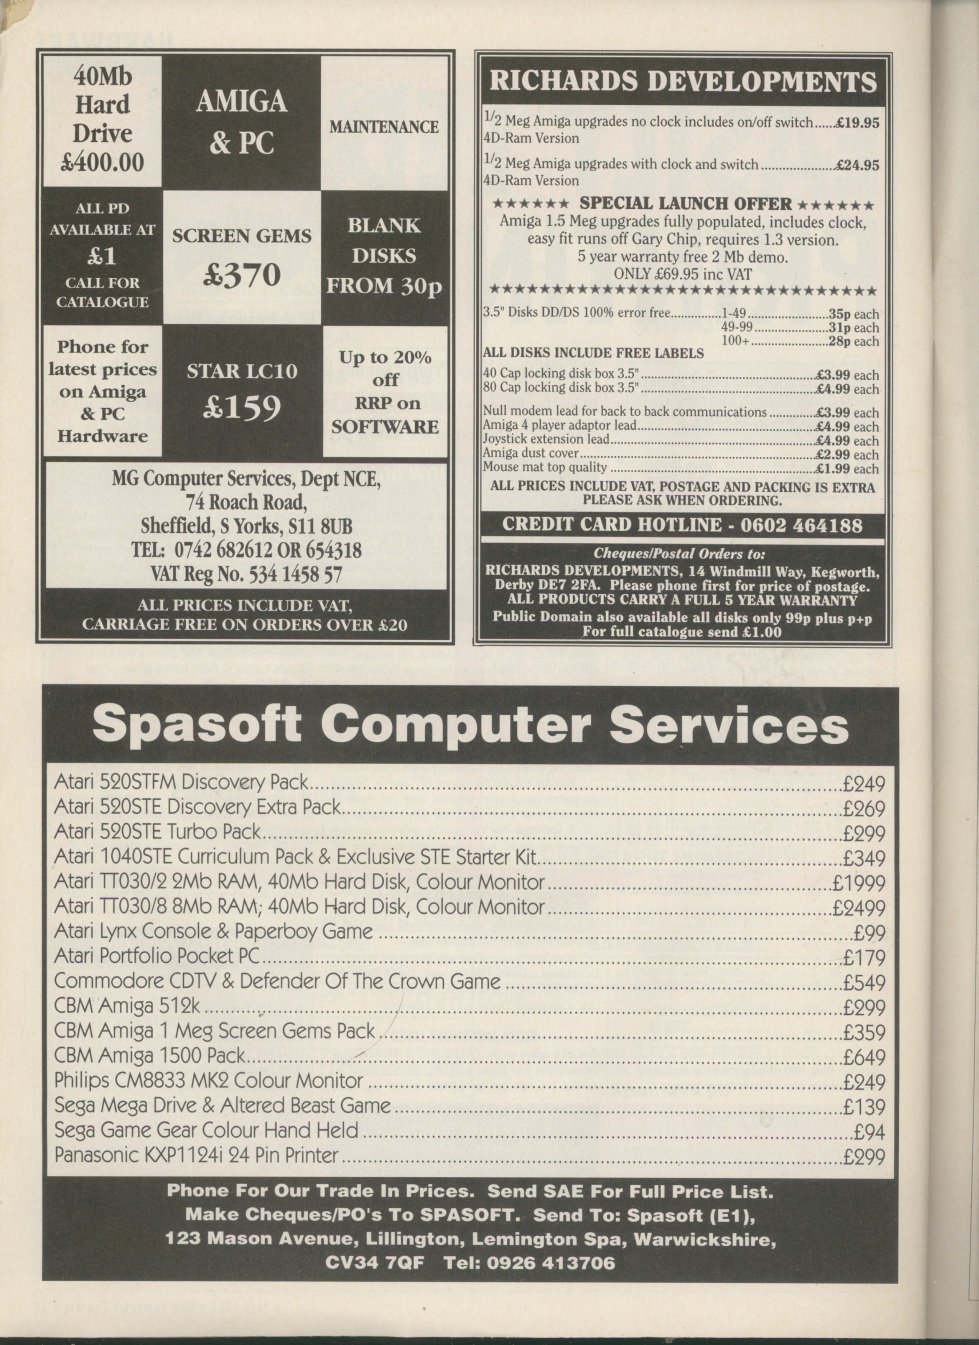 40Mb
Hard
Drive
£400.00
AMIGA
& PC
MAINTENANCE
ALL PD
AVAILABLE AT
£1
CALL FOR
CATALOGUE
SCREEN GEMS
£370
BLANK
DISKS
FROM 30p
Phone for
latest prices
on Amiga
& PC
Hardware
STAR LC10
£159
Up to 20%
off
RRP on
SOFTWARE
MG Computer Services, Dept NCE,
74 Roach Road,
Sheffield, S Yorks, S11 8UB
TEL: 0742 682612 OR 654318
VAT Reg No. 534 1458 57
ALL PRICES INCLUDE VAT,
CARRIAGE FREE ON ORDERS OVER £20
RICHARDS DEVELOPMENTS
1/2 Meg Amiga upgrades no clock includes on/off switch.....£19.95
4D-Ram Version
1/2 Meg Amiga upgrades with clock and switch.....................£24.95
4D-Ram Version
★★★★★★ SPECIAL LAUNCH OFFER ★★★★★★
Amiga 1.5 Meg upgrades fully populated, includes clock,
easy fit runs off Gary Chip, requires 1.3 version.
5 year warranty free 2 Mb demo.
ONLY £69.95 inc VAT
★★★★★★★★★★★★★★★★★★★★★★★★★★★★★★
3.5" Disks DD/DS 100% error free..............1-49......................35p each
49-99....................31p each
100+.....................28p each
ALL DISKS INCLUDE FREE LABELS
40 Cap locking disk box 3.5"................................................£3.99 each
80 Cap locking disk box 3.5"................................................£4.99 each
Null modem lead for back to back communications.............£3.99 each
Amiga 4 player adaptor lead.................................................£4.99 each
Joystick extension lead.........................................................£4.99 each
Amiga dust cover.................................................................£2.99 each
Mouse mat top quality.........................................................£1.99 each
ALL PRICES INCLUDE VAT, POSTAGE AND PACKING IS EXTRA
PLEASE ASK WHEN ORDERING.
CREDIT CARD HOTLINE - 0602 464188
Cheques/Postal Orders to:
RICHARDS DEVELOPMENTS, 14 Windmill Way, Kegworth,
Derby DE7 2FA. Please phone first for price of postage.
ALL PRODUCTS CARRY A FULL 5 YEAR WARRANTY
Public Domain also available all disks only 99p plus p+p
For full catalogue send £1.00
Spasoft Computer Services
Atari 520STFM Discovery Pack..........................................£249
Atari 520STE Discovery Extra Pack..........................................£269
Atari 520STE Turbo Pack..........................................£299
Atari 1040STE Curriculum Pack & Exclusive STE Starter Kit..........................................£349
Atari TT030/2 2Mb RAM, 40Mb Hard Disk, Colour Monitor..........................................£1999
Atari TT030/8 8Mb RAM; 40Mb Hard Disk, Colour Monitor..........................................£2499
Atari Lynx Console & Paperboy Game..........................................£99
Atari Portfolio Pocket PC..........................................£179
Commodore CDTV & Defender Of The Crown Game..........................................£549
CBM Amiga 512k..........................................£299
CBM Amiga 1 Meg Screen Gems Pack..........................................£359
CBM Amiga 1500 Pack..........................................£649
Philips CM8833 MK2 Colour Monitor..........................................£249
Sega Mega Drive & Altered Beast Game..........................................£139
Sega Game Gear Colour Hand Held..........................................£94
Panasonic KXP1124i 24 Pin Printer..........................................£299
Phone For Our Trade In Prices. Send SAE For Full Price List.
Make Cheques/PO's To SPASOFT. Send To: Spasoft (E1),
123 Mason Avenue, Lillington, Lemington Spa, Warwickshire,
CV34 7QF Tel: 0926 413706